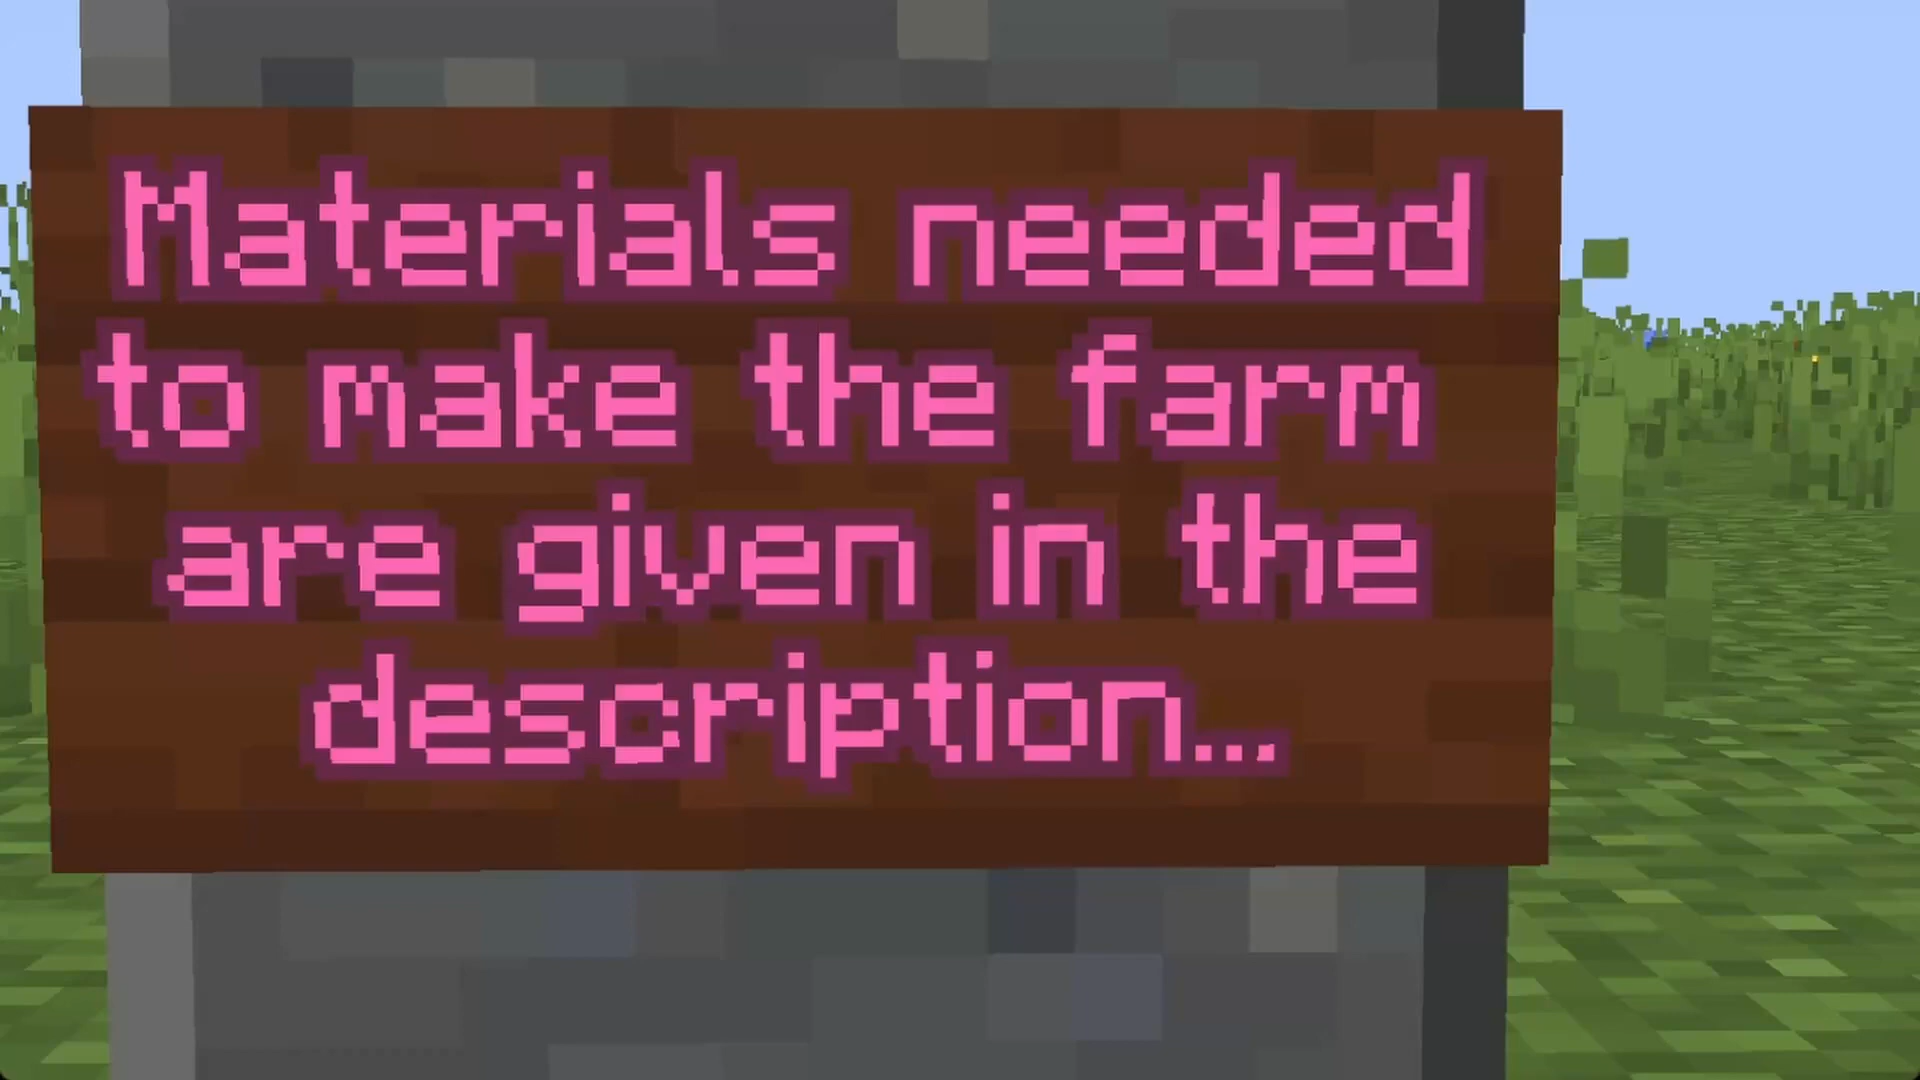 Materials needed
to make the farm
are given in the
description...